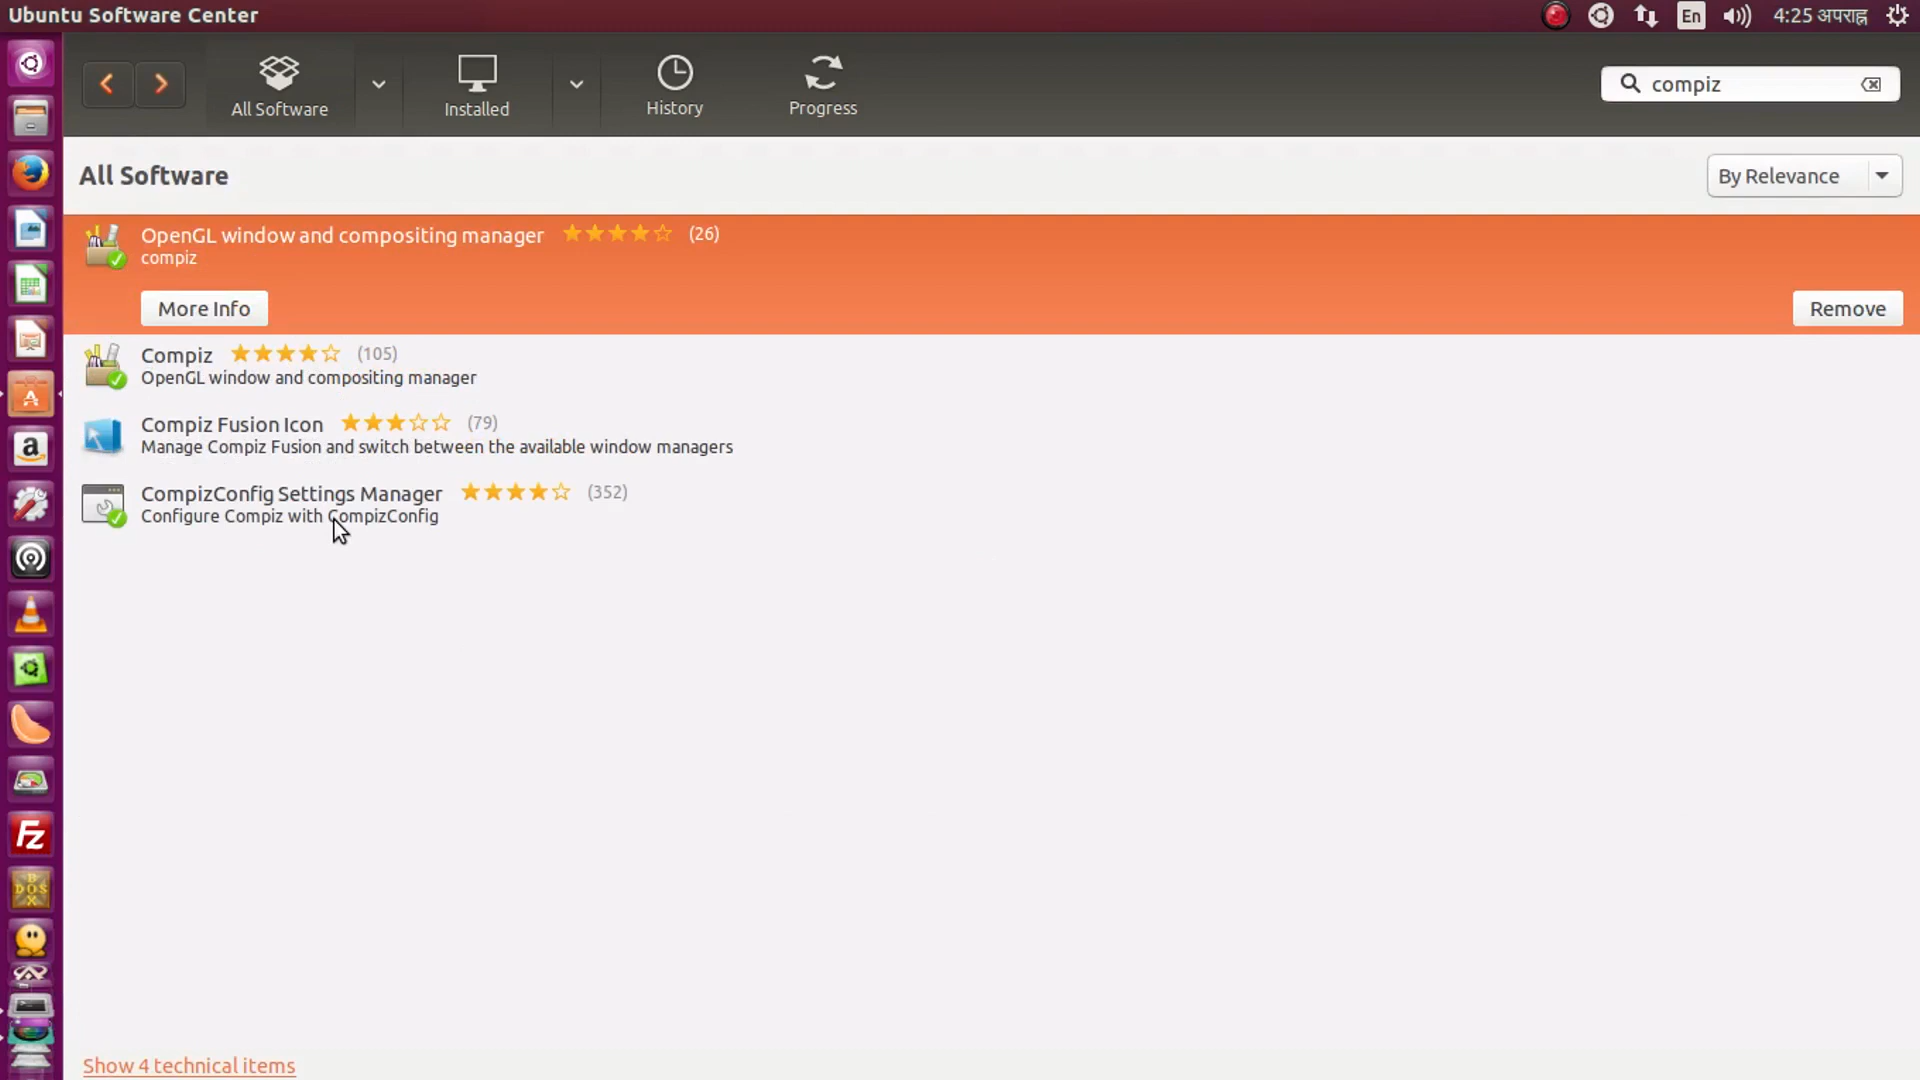 Ubuntu Software Center
En
4:25 अपराह्न
All Software
Installed
History
Progress
compiz
All Software
By Relevance
OpenGL window and compositing manager (26)
compiz
More Info
Remove
Compiz (105)
OpenGL window and compositing manager
Compiz Fusion Icon (79)
Manage Compiz Fusion and switch between the available window managers
CompizConfig Settings Manager (352)
Configure Compiz with CompizConfig
a
Fz
DOS
Show 4 technical items